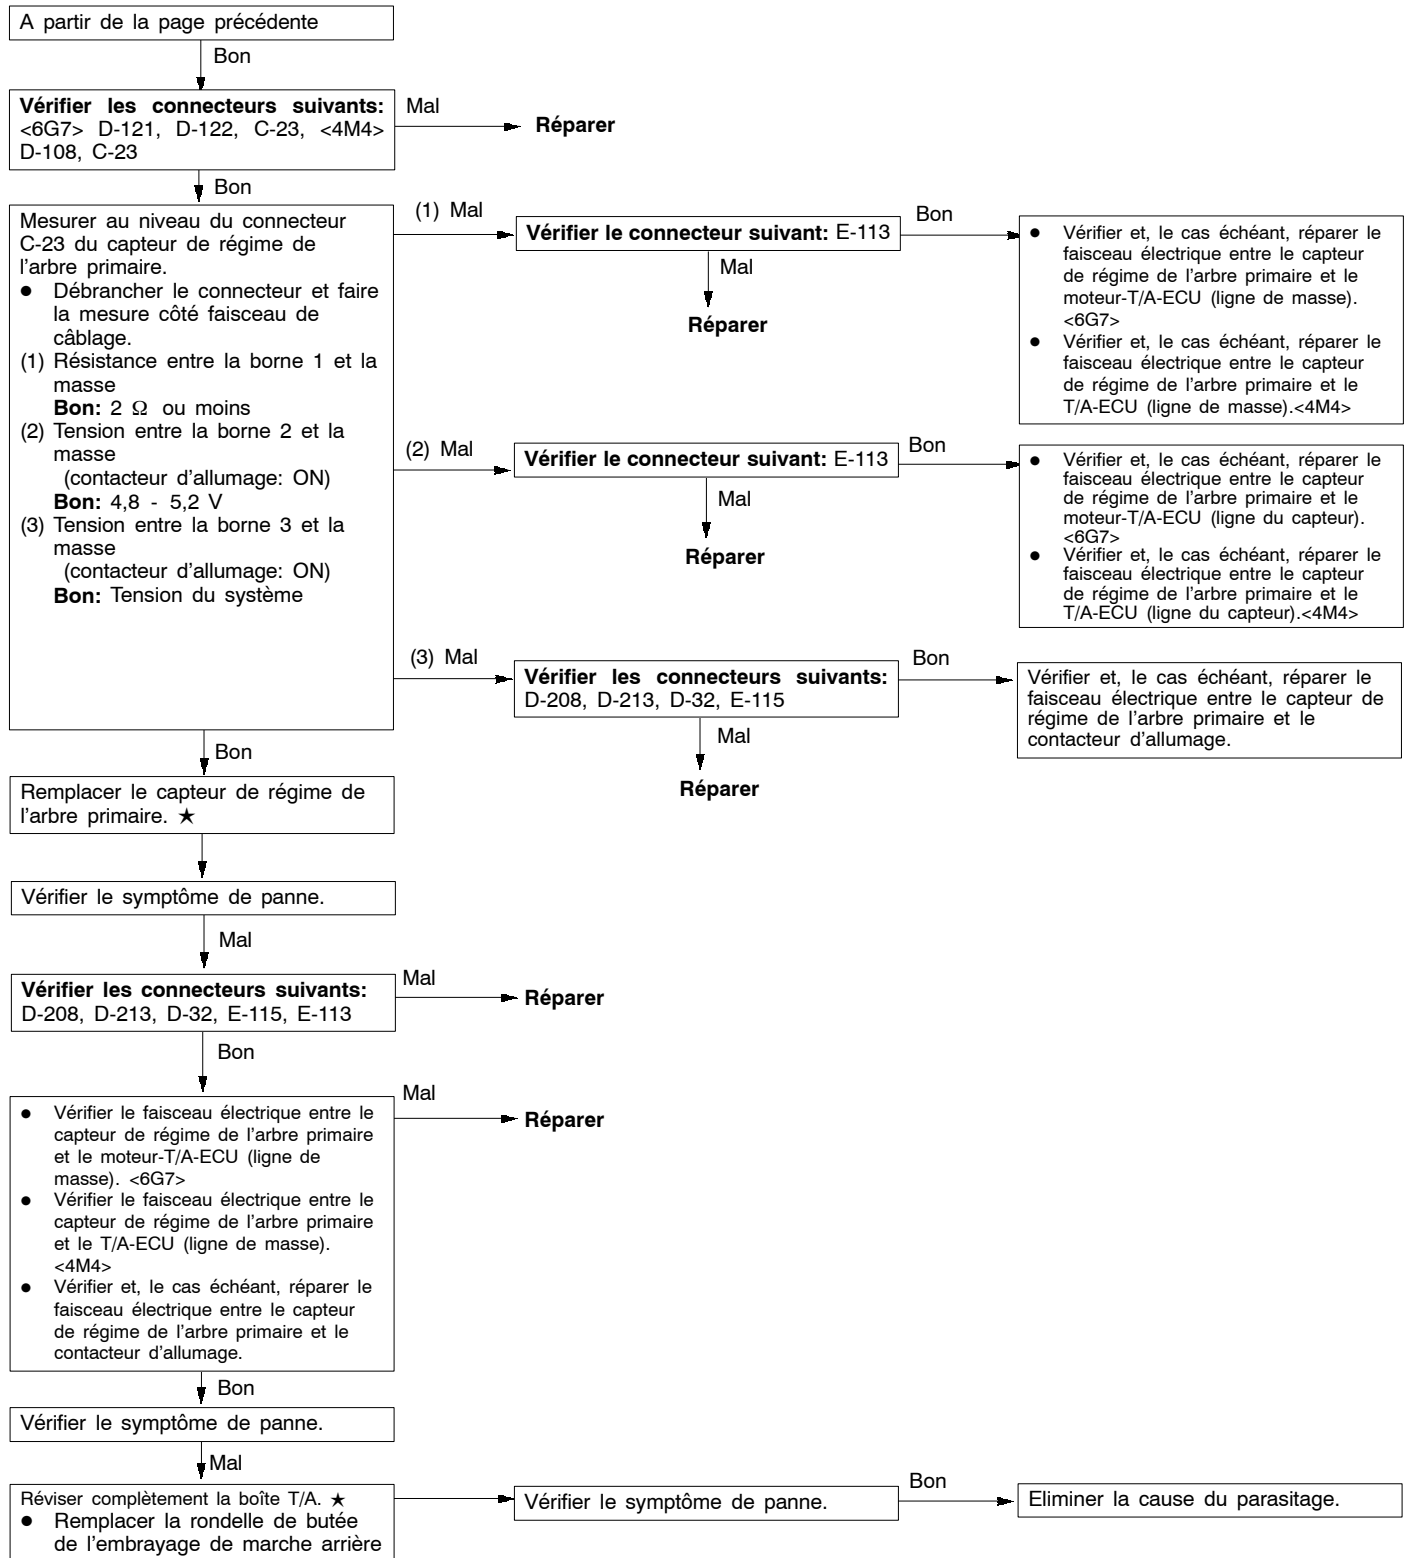 A partir de la page précédente
Bon
Vérifier les connecteurs suivants:
<6G7> D-121, D-122, C-23, <4M4>
D-108, C-23
Mal
Réparer
Bon
Mesurer au niveau du connecteur
C-23 du capteur de régime de
l'arbre primaire.
● Débrancher le connecteur et faire
la mesure côté faisceau de
câblage.
(1) Résistance entre la borne 1 et la
masse
Bon: 2 Ω ou moins
(2) Tension entre la borne 2 et la
masse
(contacteur d'allumage: ON)
Bon: 4,8 - 5,2 V
(3) Tension entre la borne 3 et la
masse
(contacteur d'allumage: ON)
Bon: Tension du système
(1) Mal
Vérifier le connecteur suivant: E-113
Bon
● Vérifier et, le cas échéant, réparer le
faisceau électrique entre le capteur
de régime de l'arbre primaire et le
moteur-T/A-ECU (ligne de masse).
<6G7>
● Vérifier et, le cas échéant, réparer le
faisceau électrique entre le capteur
de régime de l'arbre primaire et le
T/A-ECU (ligne de masse).<4M4>
Mal
Réparer
(2) Mal
Vérifier le connecteur suivant: E-113
Bon
● Vérifier et, le cas échéant, réparer le
faisceau électrique entre le capteur
de régime de l'arbre primaire et le
moteur-T/A-ECU (ligne du capteur).
<6G7>
● Vérifier et, le cas échéant, réparer le
faisceau électrique entre le capteur
de régime de l'arbre primaire et le
T/A-ECU (ligne du capteur).<4M4>
Mal
Réparer
(3) Mal
Vérifier les connecteurs suivants:
D-208, D-213, D-32, E-115
Bon
Vérifier et, le cas échéant, réparer le
faisceau électrique entre le capteur de
régime de l'arbre primaire et le
contacteur d'allumage.
Mal
Réparer
Bon
Remplacer le capteur de régime de
l'arbre primaire. ★
Vérifier le symptôme de panne.
Mal
Vérifier les connecteurs suivants:
D-208, D-213, D-32, E-115, E-113
Mal
Réparer
Bon
● Vérifier le faisceau électrique entre le
capteur de régime de l'arbre primaire
et le moteur-T/A-ECU (ligne de
masse). <6G7>
● Vérifier le faisceau électrique entre le
capteur de régime de l'arbre primaire
et le T/A-ECU (ligne de masse).
<4M4>
● Vérifier et, le cas échéant, réparer le
faisceau électrique entre le capteur
de régime de l'arbre primaire et le
contacteur d'allumage.
Mal
Réparer
Bon
Vérifier le symptôme de panne.
Mal
Réviser complètement la boîte T/A. ★
● Remplacer la rondelle de butée
de l'embrayage de marche arrière
Vérifier le symptôme de panne.
Bon
Eliminer la cause du parasitage.